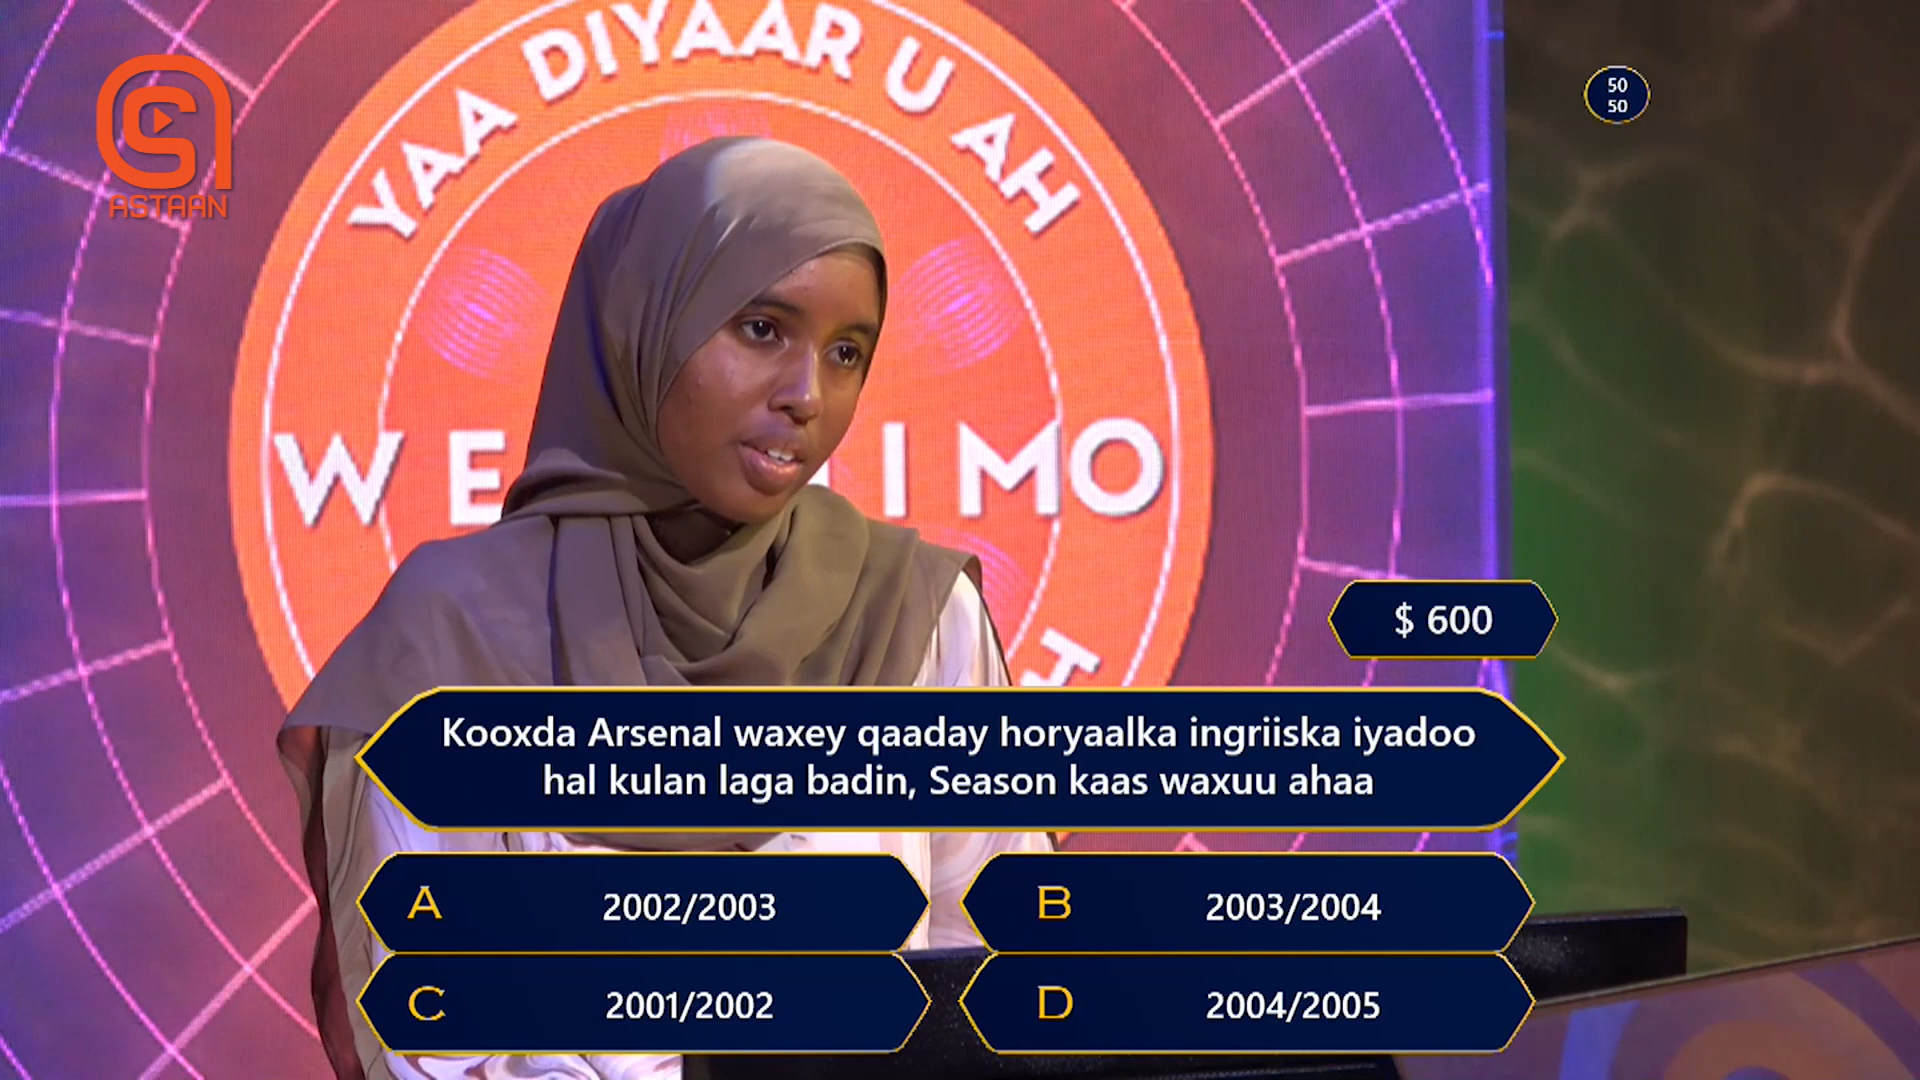 ASTAAN
YAA DIYAAR U AH
50
50
$ 600
Kooxda Arsenal waxey qaaday horyaalka ingriiska iyadoo
hal kulan laga badin, Season kaas waxuu ahaa
A 2002/2003
B 2003/2004
C 2001/2002
D 2004/2005